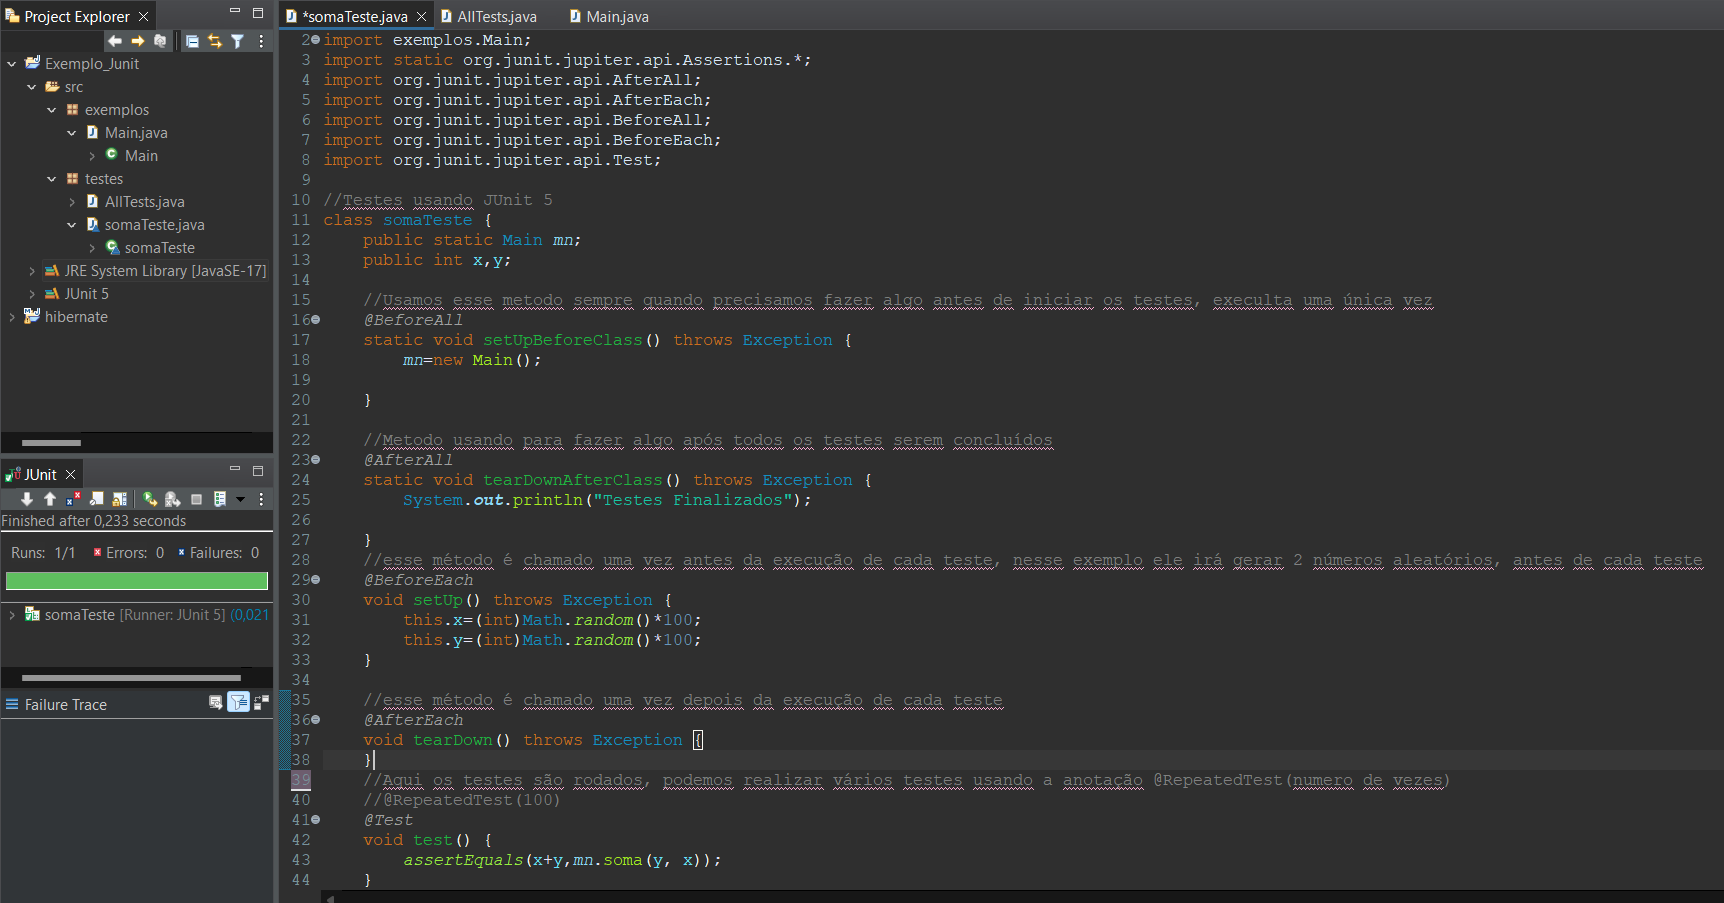 Project Explorer
Exemplo_Junit
src
exemplos
Main.java
Main
testes
AllTests.java
somaTeste.java
somaTeste
JRE System Library [JavaSE-17]
JUnit 5
hibernate
JUnit
Finished after 0,233 seconds
Runs: 1/1 Errors: 0 Failures: 0
somaTeste [Runner: JUnit 5] (0,021
Failure Trace
*somaTeste.java AllTests.java Main.java
2 import exemplos.Main;
3 import static org.junit.jupiter.api.Assertions.*;
4 import org.junit.jupiter.api.AfterAll;
5 import org.junit.jupiter.api.AfterEach;
6 import org.junit.jupiter.api.BeforeAll;
7 import org.junit.jupiter.api.BeforeEach;
8 import org.junit.jupiter.api.Test;
9
10 //Testes usando JUnit 5
11 class somaTeste {
12 public static Main mn;
13 public int x,y;
14
15 //Usamos esse metodo sempre quando precisamos fazer algo antes de iniciar os testes, execulta uma única vez
16 @BeforeAll
17 static void setUpBeforeClass() throws Exception {
18 mn=new Main();
19
20 }
21
22 //Metodo usando para fazer algo após todos os testes serem concluídos
23 @AfterAll
24 static void tearDownAfterClass() throws Exception {
25 System.out.println("Testes Finalizados");
26
27 }
28 //esse método é chamado uma vez antes da execução de cada teste, nesse exemplo ele irá gerar 2 números aleatórios, antes de cada teste
29 @BeforeEach
30 void setUp() throws Exception {
31 this.x=(int)Math.random()*100;
32 this.y=(int)Math.random()*100;
33 }
34
35 //esse método é chamado uma vez depois da execução de cada teste
36 @AfterEach
37 void tearDown() throws Exception {
38 }
39 //Aqui os testes são rodados, podemos realizar vários testes usando a anotação @RepeatedTest(numero de vezes)
40 //@RepeatedTest(100)
41 @Test
42 void test() {
43 assertEquals(x+y,mn.soma(y, x));
44 }